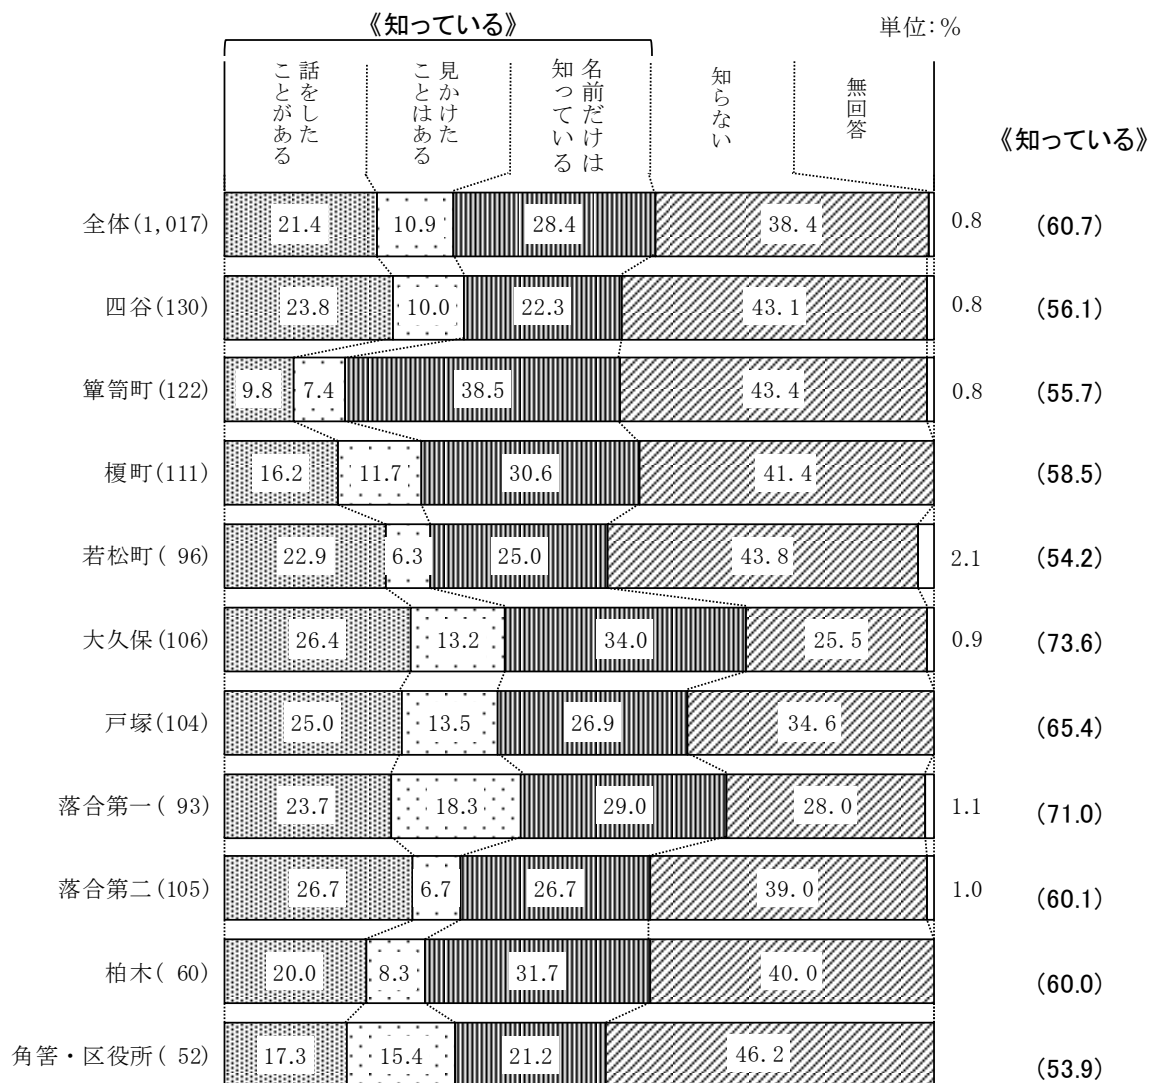 《知っている》
単位：%
話をした
ことがある
見かけた
ことはある
名前だけは
知っている
知らない
無回答
《知っている》
全体(1,017) 21.4 10.9 28.4 38.4 0.8 (60.7)
四谷(130) 23.8 10.0 22.3 43.1 0.8 (56.1)
簞笥町(122) 9.8 7.4 38.5 43.4 0.8 (55.7)
榎町(111) 16.2 11.7 30.6 41.4 (58.5)
若松町( 96) 22.9 6.3 25.0 43.8 2.1 (54.2)
大久保(106) 26.4 13.2 34.0 25.5 0.9 (73.6)
戸塚(104) 25.0 13.5 26.9 34.6 (65.4)
落合第一( 93) 23.7 18.3 29.0 28.0 1.1 (71.0)
落合第二(105) 26.7 6.7 26.7 39.0 1.0 (60.1)
柏木( 60) 20.0 8.3 31.7 40.0 (60.0)
角筈・区役所( 52) 17.3 15.4 21.2 46.2 (53.9)